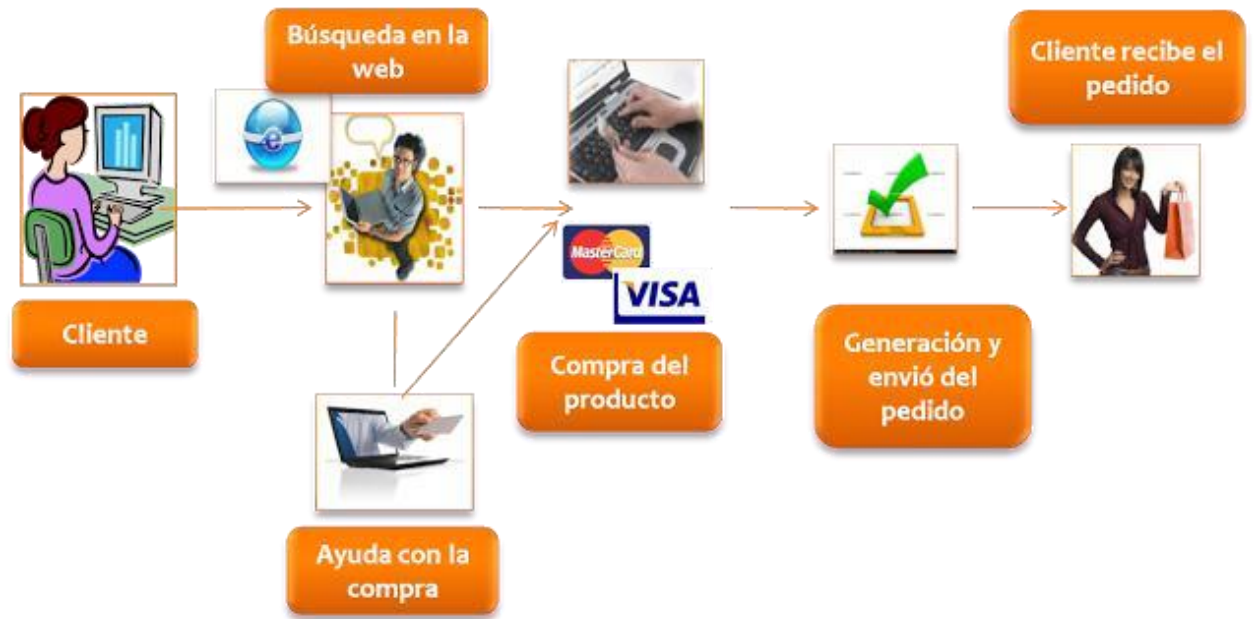 Búsqueda en la
web
Cliente recibe el
pedido
e
MasterCard
VISA
Cliente
Compra del
producto
Generación y
envió del
pedido
Ayuda con la
compra